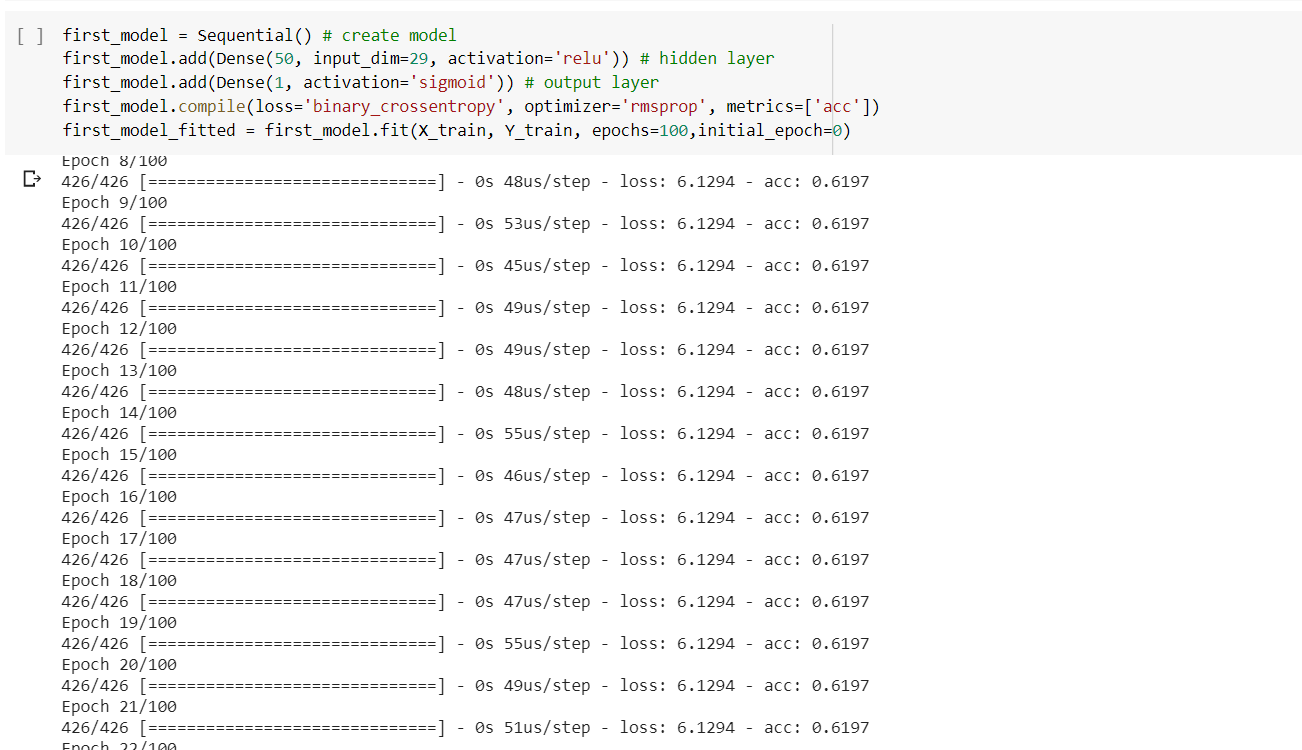 [ ] first_model = Sequential() # create model
first_model.add(Dense(50, input_dim=29, activation='relu')) # hidden layer
first_model.add(Dense(1, activation='sigmoid')) # output layer
first_model.compile(loss='binary_crossentropy', optimizer='rmsprop', metrics=['acc'])
first_model_fitted = first_model.fit(X_train, Y_train, epochs=100,initial_epoch=0)
Epoch 8/100
426/426 [==============================] - 0s 48us/step - loss: 6.1294 - acc: 0.6197
Epoch 9/100
426/426 [==============================] - 0s 53us/step - loss: 6.1294 - acc: 0.6197
Epoch 10/100
426/426 [==============================] - 0s 45us/step - loss: 6.1294 - acc: 0.6197
Epoch 11/100
426/426 [==============================] - 0s 49us/step - loss: 6.1294 - acc: 0.6197
Epoch 12/100
426/426 [==============================] - 0s 49us/step - loss: 6.1294 - acc: 0.6197
Epoch 13/100
426/426 [==============================] - 0s 48us/step - loss: 6.1294 - acc: 0.6197
Epoch 14/100
426/426 [==============================] - 0s 55us/step - loss: 6.1294 - acc: 0.6197
Epoch 15/100
426/426 [==============================] - 0s 46us/step - loss: 6.1294 - acc: 0.6197
Epoch 16/100
426/426 [==============================] - 0s 47us/step - loss: 6.1294 - acc: 0.6197
Epoch 17/100
426/426 [==============================] - 0s 47us/step - loss: 6.1294 - acc: 0.6197
Epoch 18/100
426/426 [==============================] - 0s 47us/step - loss: 6.1294 - acc: 0.6197
Epoch 19/100
426/426 [==============================] - 0s 55us/step - loss: 6.1294 - acc: 0.6197
Epoch 20/100
426/426 [==============================] - 0s 49us/step - loss: 6.1294 - acc: 0.6197
Epoch 21/100
426/426 [==============================] - 0s 51us/step - loss: 6.1294 - acc: 0.6197
Epoch 22/100